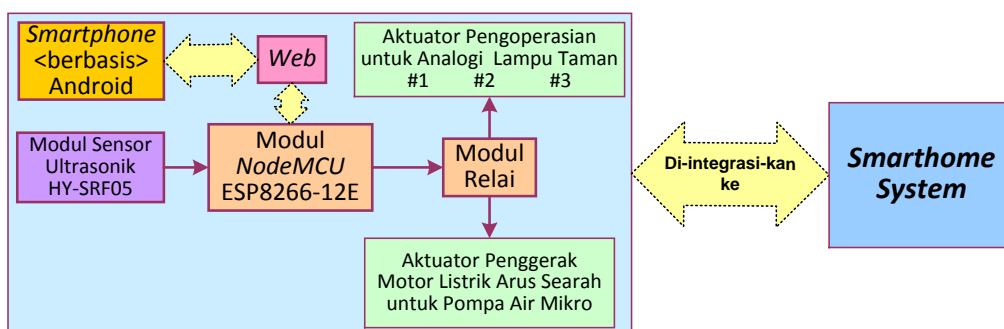 Smartphone
<berbasis>
Android
Web
Aktuator Pengoperasian
untuk Analogi Lampu Taman
#1 #2 #3
Modul Sensor
Ultrasonik
HY-SRF05
Modul
NodeMCU
ESP8266-12E
Modul
Relai
Aktuator Penggerak
Motor Listrik Arus Searah
untuk Pompa Air Mikro
Di-integrasi-kan
ke
Smarthome
System